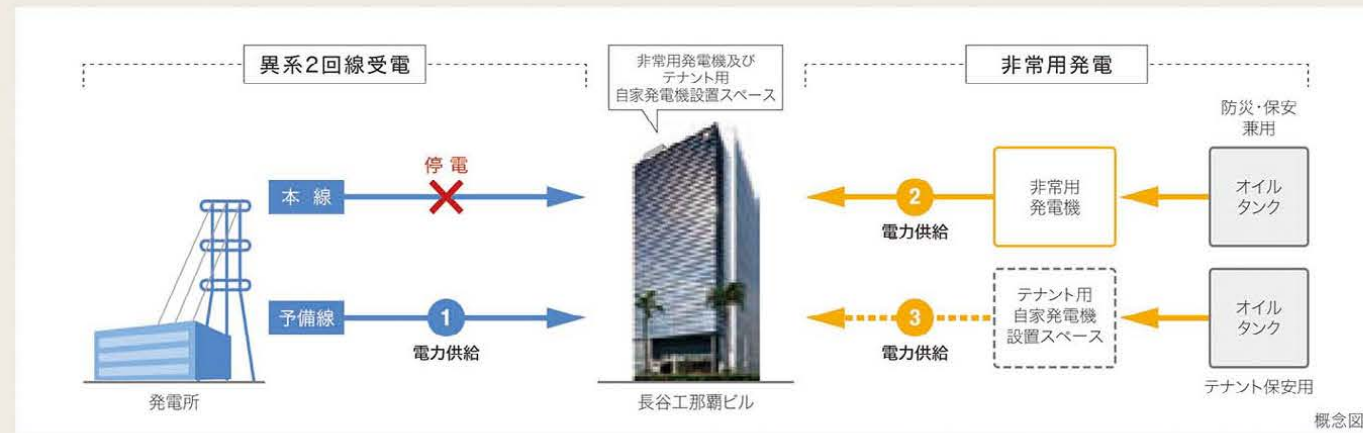 異系2回線受電
非常用発電機及び
テナント用
自家発電機設置スペース
非常用発電
防災・保安
兼用
停電
本線
2
電力供給
非常用
発電機
オイル
タンク
予備線
1
電力供給
3
電力供給
テナント用
自家発電機
設置スペース
オイル
タンク
発電所
長谷工那覇ビル
テナント保安用
概念図